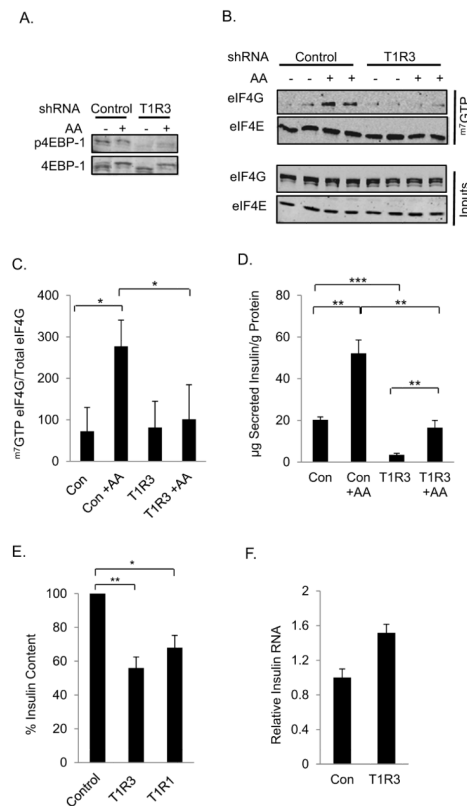 A.
shRNA Control T1R3
AA - + - +
p4EBP-1
4EBP-1
B.
shRNA Control T1R3
AA - - + + - - + +
eIF4G
eIF4E
m7GTP
eIF4G
eIF4E
Inputs
C.
m7GTP eIF4G/Total eIF4G
400
300
200
100
0
* *
Con Con +AA T1R3 T1R3 +AA
D.
µg Secreted Insulin/g Protein
80
60
40
20
0
***
** **
**
Con Con +AA T1R3 T1R3 +AA
E.
% Insulin Content
100
80
60
40
20
0
*
**
Control T1R3 T1R1
F.
Relative Insulin RNA
2
1.6
1.2
0.8
0.4
0
Con T1R3